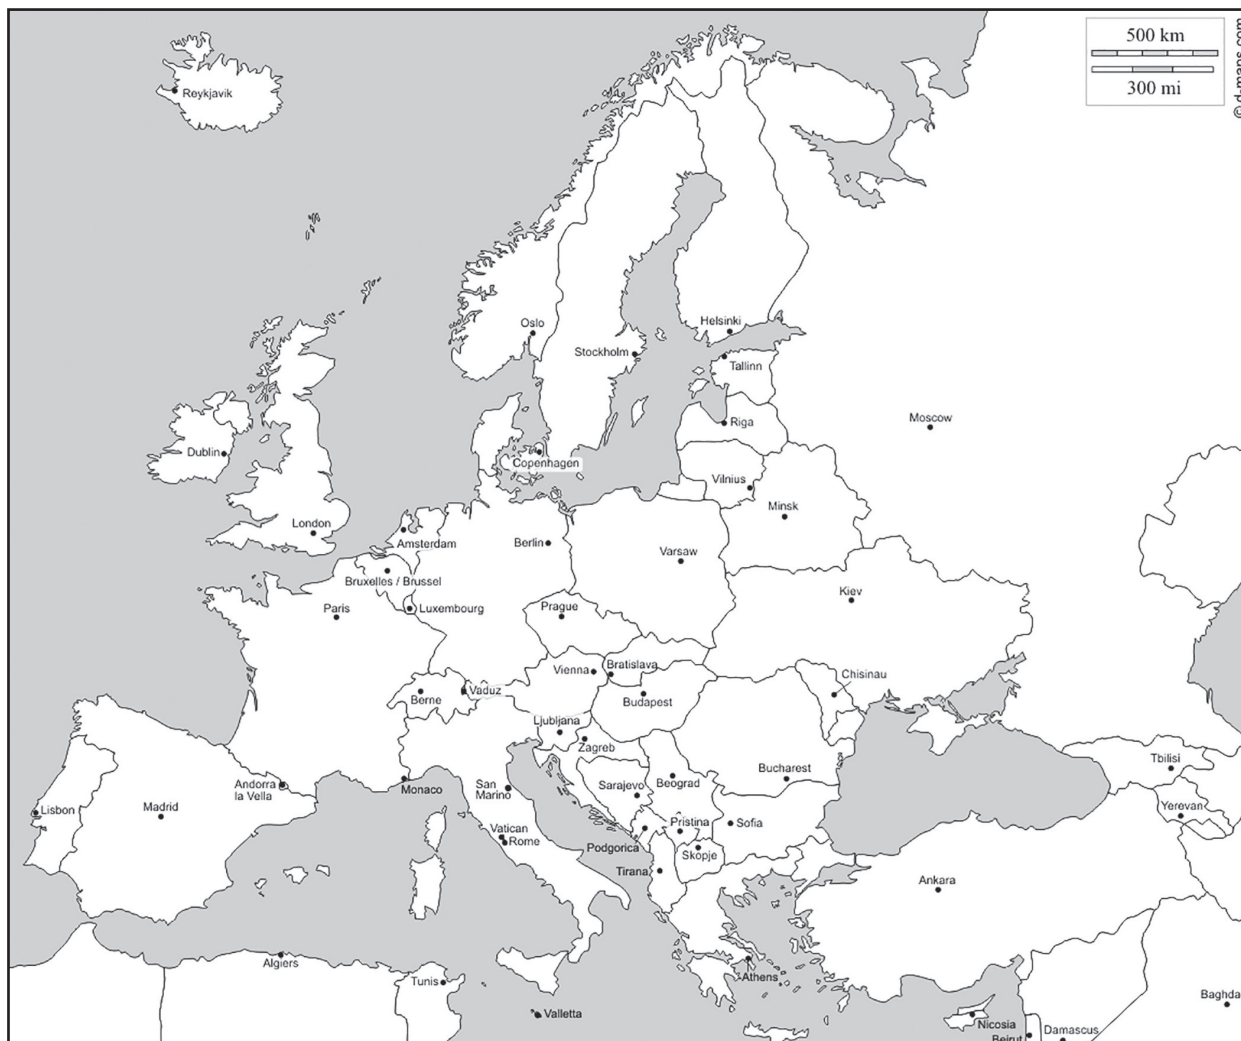 500 km
300 mi
© d-maps.com
Reykjavik
Oslo
Helsinki
Stockholm
Tallinn
Riga
Moscow
Dublin
Copenhagen
Vilnius
Minsk
London
Amsterdam
Berlin
Varsaw
Bruxelles / Brussel
Kiev
Luxembourg
Paris
Prague
Vienna
Bratislava
Chisinau
Vaduz
Berne
Budapest
Ljubljana
Zagreb
Tbilisi
Bucharest
Andorra
la Vella
Monaco
San
Marino
Sarajevo
Beograd
Yerevan
Lisbon
Madrid
Vatican
Rome
Pristina
Sofia
Podgorica
Skopje
Tirana
Ankara
Algiers
Tunis
Athens
Baghda
Valletta
Nicosia
Damascus
Beirut